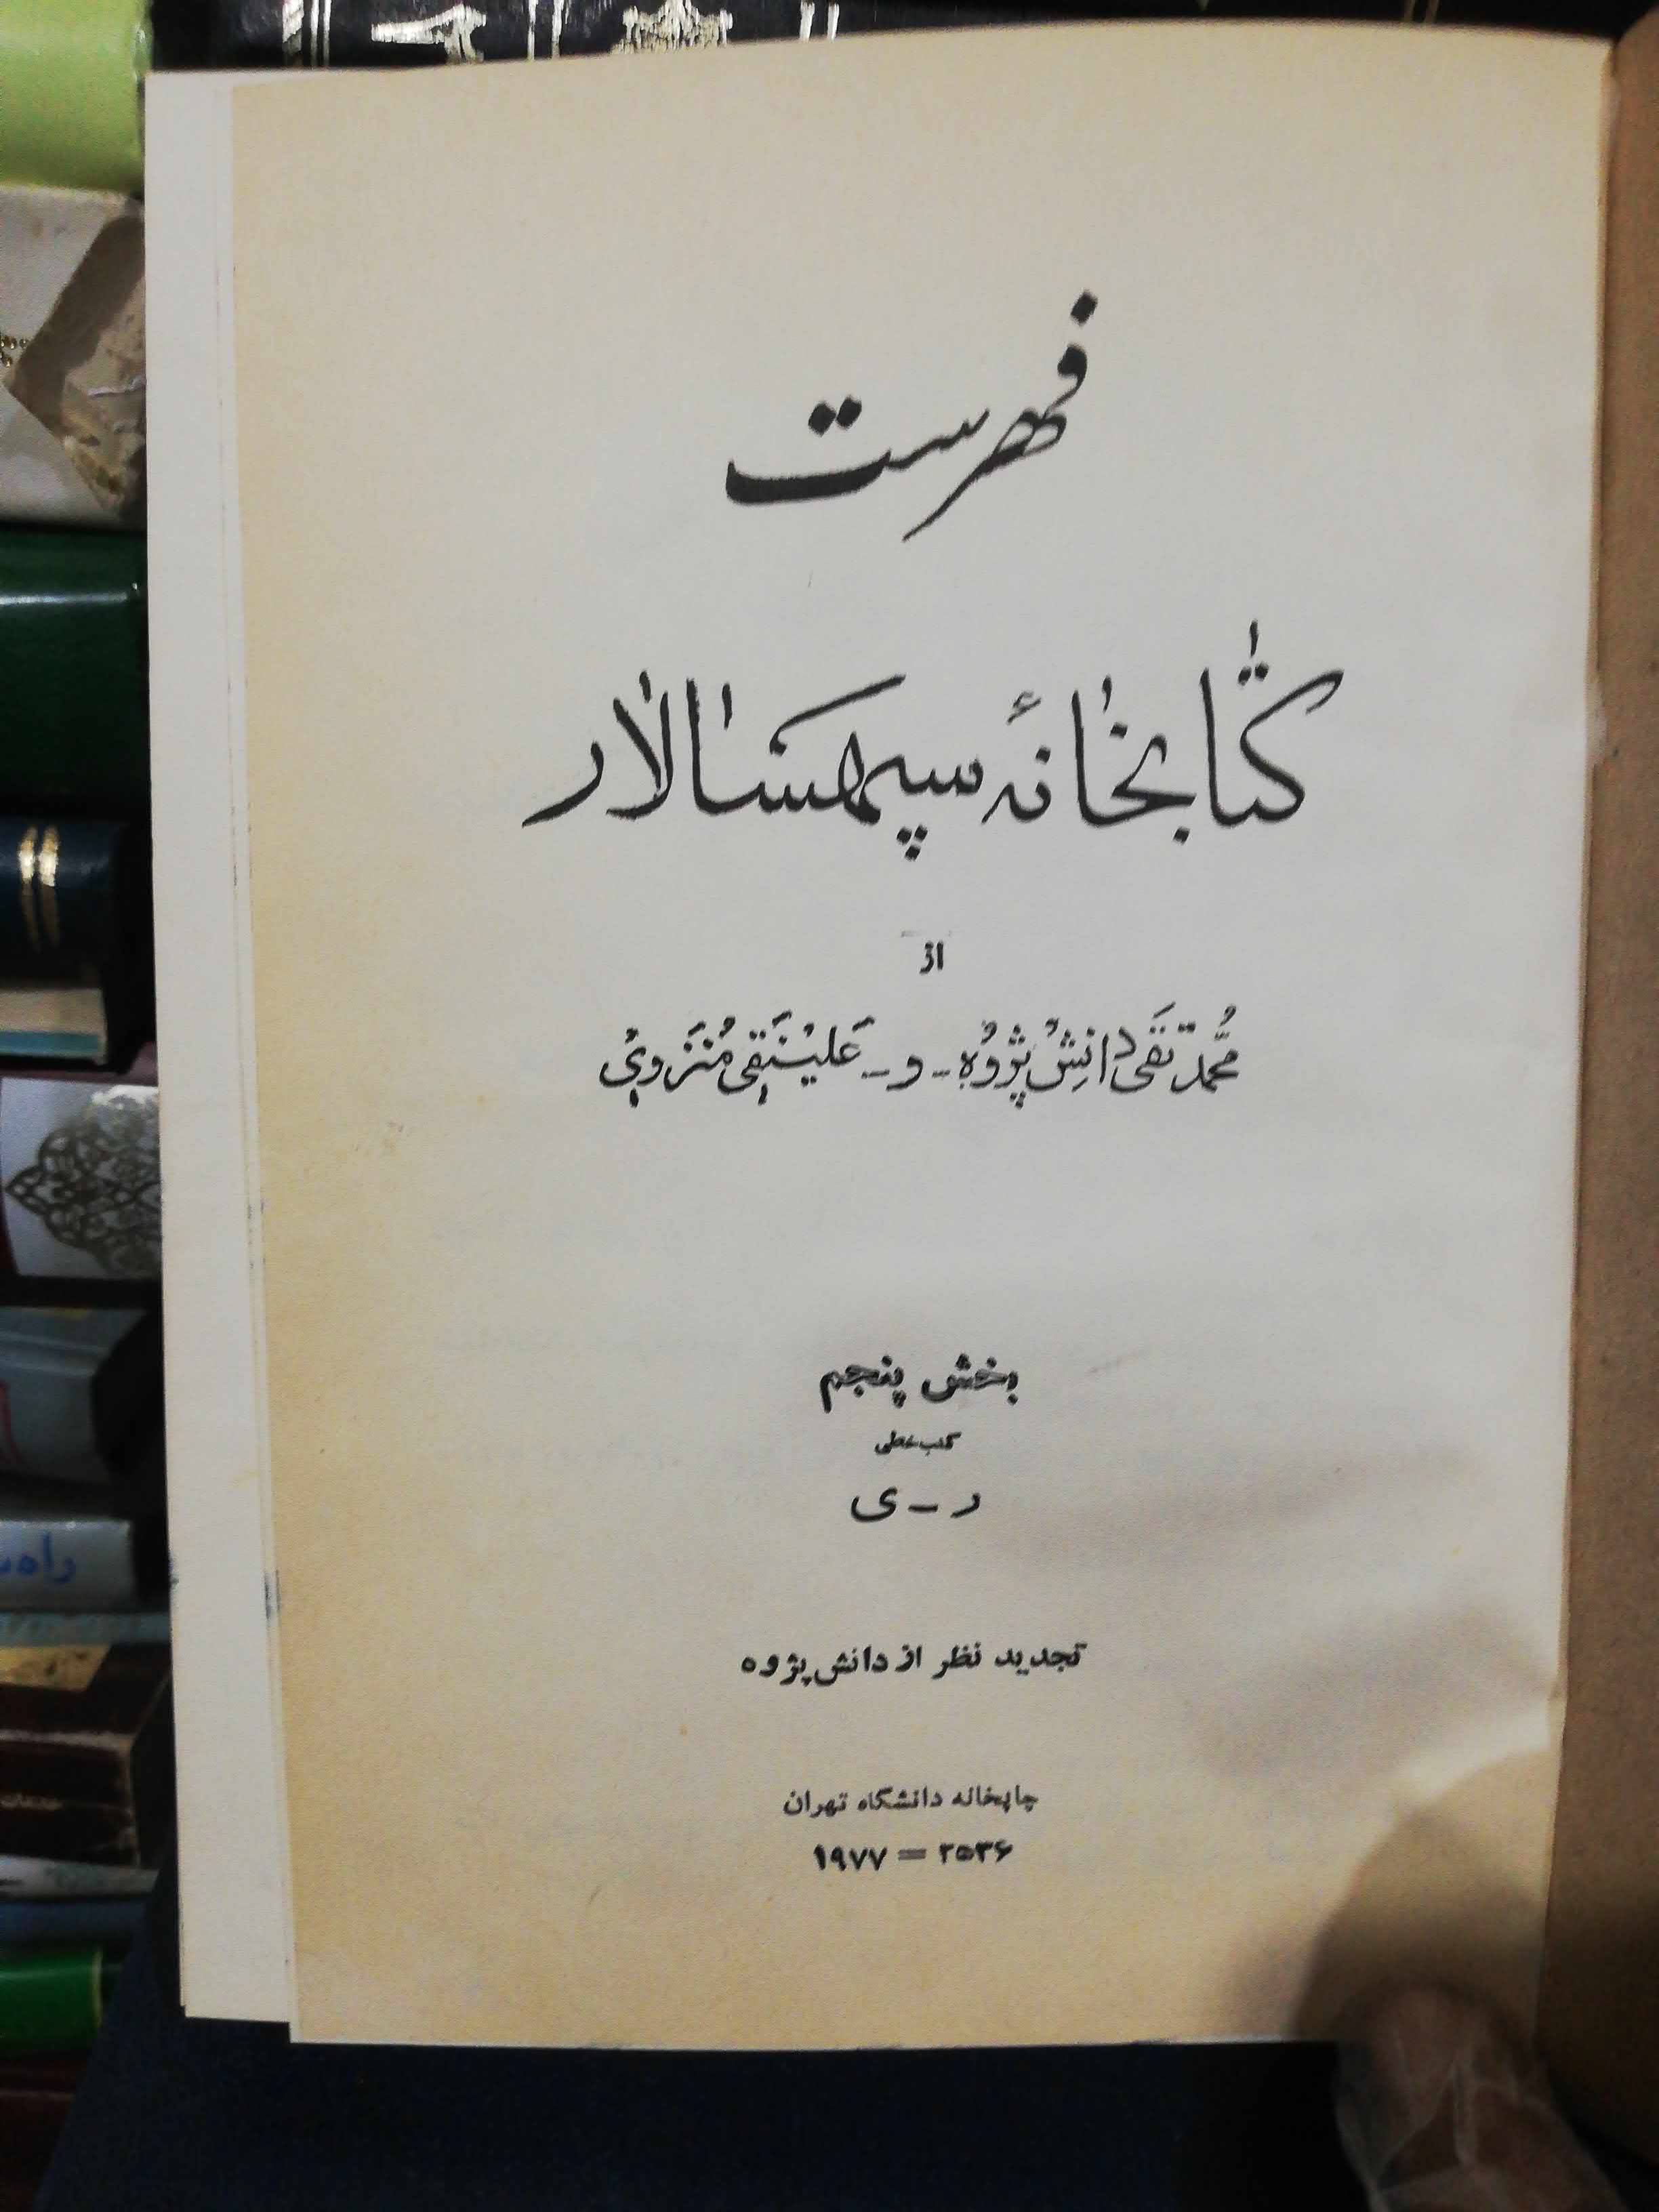 فهرست
کتابخانهٔ سپهسالار
از
محمد تقی دانش پژوه - و - علینقی منزوی
بخش پنجم
کتب خطی
ر - ی
تجدید نظر از دانش پژوه
چاپخانه دانشگاه تهران
۲۵۳۶ = ۱۹۷۷